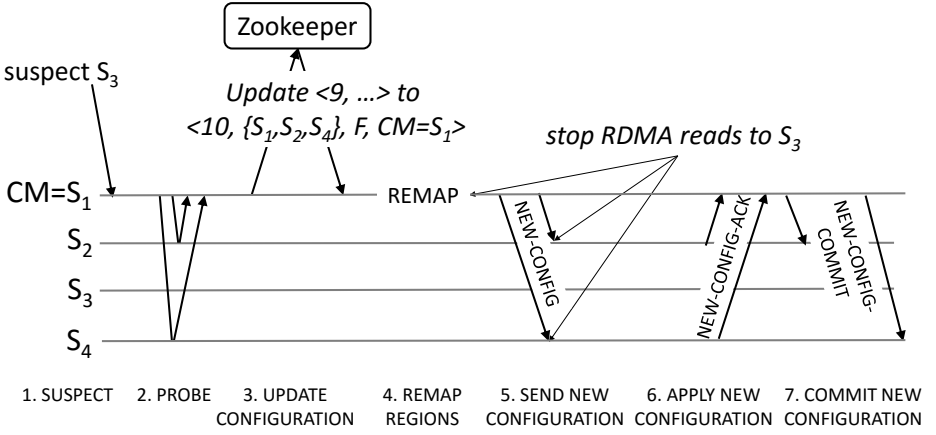 Zookeeper
suspect S₃
Update <9, ...> to
<10, {S₁,S₂,S₄}, F, CM=S₁>
stop RDMA reads to S₃
CM=S₁
REMAP
S₂
S₃
S₄
NEW-CONFIG
NEW-CONFIG-ACK
NEW-CONFIG-
COMMIT
1. SUSPECT
2. PROBE
3. UPDATE
CONFIGURATION
4. REMAP
REGIONS
5. SEND NEW
CONFIGURATION
6. APPLY NEW
CONFIGURATION
7. COMMIT NEW
CONFIGURATION